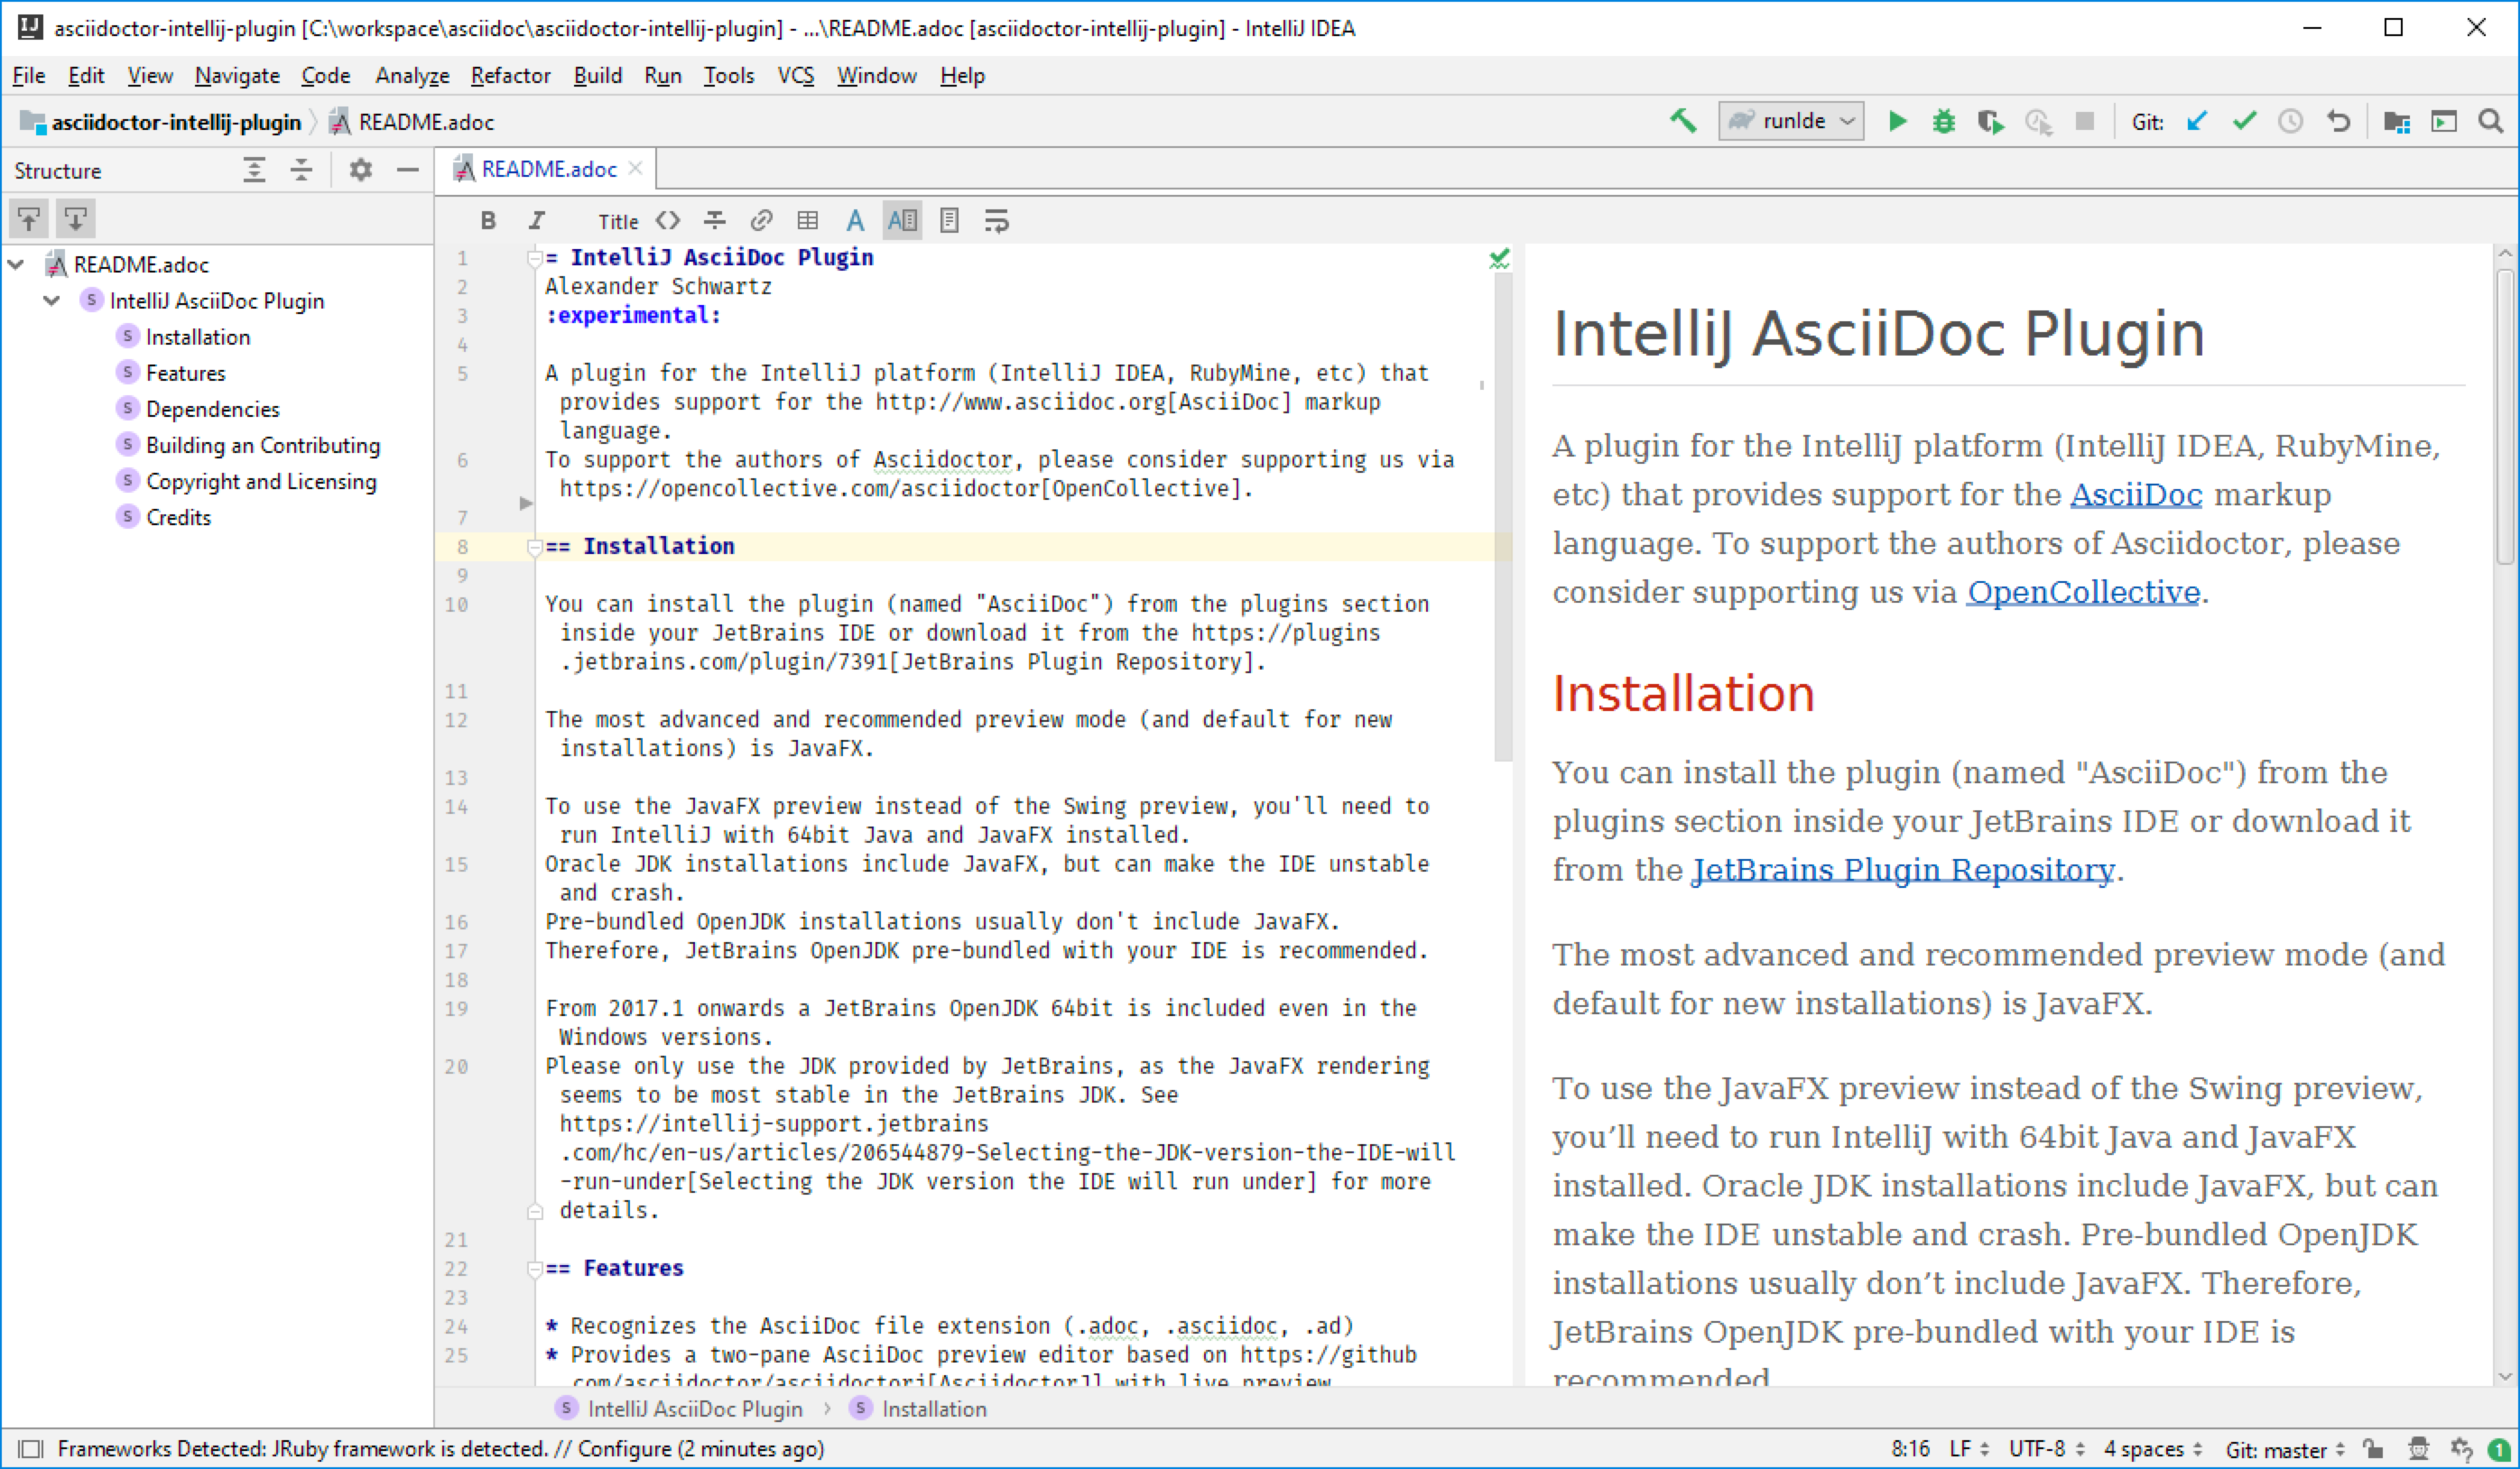 asciidoctor-intellij-plugin [C:\workspace\asciidoc\asciidoctor-intellij-plugin] - ...\README.adoc [asciidoctor-intellij-plugin] - IntelliJ IDEA
File Edit View Navigate Code Analyze Refactor Build Run Tools VCS Window Help
asciidoctor-intellij-plugin README.adoc
runIde
Git:
Structure
README.adoc
IntelliJ AsciiDoc Plugin
Installation
Features
Dependencies
Building an Contributing
Copyright and Licensing
Credits
README.adoc
B I Title A A
1 = IntelliJ AsciiDoc Plugin
2 Alexander Schwartz
3 :experimental:
4
5 A plugin for the IntelliJ platform (IntelliJ IDEA, RubyMine, etc) that
provides support for the http://www.asciidoc.org[AsciiDoc] markup
language.
6 To support the authors of Asciidoctor, please consider supporting us via
https://opencollective.com/asciidoctor[OpenCollective].
7
8 == Installation
9
10 You can install the plugin (named "AsciiDoc") from the plugins section
inside your JetBrains IDE or download it from the https://plugins
.jetbrains.com/plugin/7391[JetBrains Plugin Repository].
11
12 The most advanced and recommended preview mode (and default for new
installations) is JavaFX.
13
14 To use the JavaFX preview instead of the Swing preview, you'll need to
run IntelliJ with 64bit Java and JavaFX installed.
15 Oracle JDK installations include JavaFX, but can make the IDE unstable
and crash.
16 Pre-bundled OpenJDK installations usually don't include JavaFX.
17 Therefore, JetBrains OpenJDK pre-bundled with your IDE is recommended.
18
19 From 2017.1 onwards a JetBrains OpenJDK 64bit is included even in the
Windows versions.
20 Please only use the JDK provided by JetBrains, as the JavaFX rendering
seems to be most stable in the JetBrains JDK. See
https://intellij-support.jetbrains
.com/hc/en-us/articles/206544879-Selecting-the-JDK-version-the-IDE-will
-run-under[Selecting the JDK version the IDE will run under] for more
details.
21
22 == Features
23
24 * Recognizes the AsciiDoc file extension (.adoc, .asciidoc, .ad)
25 * Provides a two-pane AsciiDoc preview editor based on https://github
.com/asciidoctor/asciidoctorj[AsciidoctorJ] with live preview
IntelliJ AsciiDoc Plugin
A plugin for the IntelliJ platform (IntelliJ IDEA, RubyMine,
etc) that provides support for the AsciiDoc markup
language. To support the authors of Asciidoctor, please
consider supporting us via OpenCollective.
Installation
You can install the plugin (named "AsciiDoc") from the
plugins section inside your JetBrains IDE or download it
from the JetBrains Plugin Repository.
The most advanced and recommended preview mode (and
default for new installations) is JavaFX.
To use the JavaFX preview instead of the Swing preview,
you’ll need to run IntelliJ with 64bit Java and JavaFX
installed. Oracle JDK installations include JavaFX, but can
make the IDE unstable and crash. Pre-bundled OpenJDK
installations usually don’t include JavaFX. Therefore,
JetBrains OpenJDK pre-bundled with your IDE is
recommended
IntelliJ AsciiDoc Plugin › Installation
Frameworks Detected: JRuby framework is detected. // Configure (2 minutes ago)
8:16 LF UTF-8 4 spaces Git: master 1